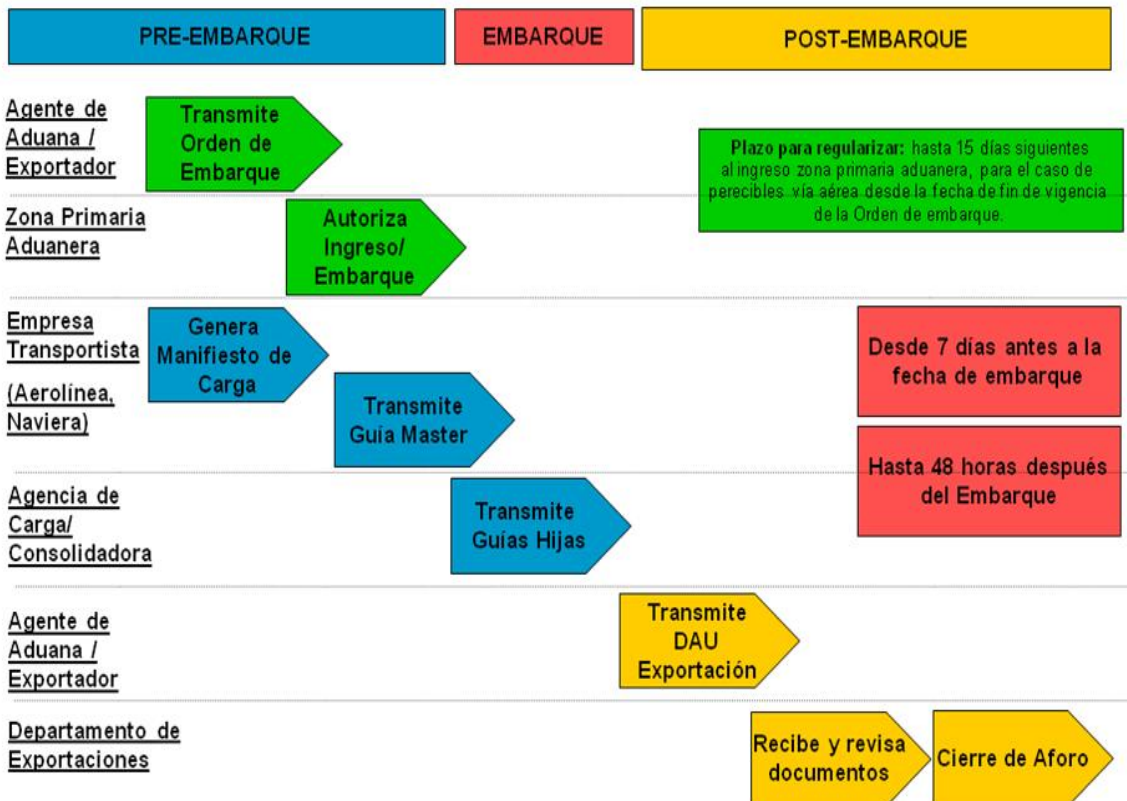 PRE-EMBARQUE
EMBARQUE
POST-EMBARQUE
Agente de
Aduana /
Exportador
Transmite
Orden de
Embarque
Plazo para regularizar: hasta 15 días siguientes
al ingreso zona primaria aduanera, para el caso de
perecibles vía aérea desde la fecha de fin de vigencia
de la Orden de embarque.
Zona Primaria
Aduanera
Autoriza
Ingreso/
Embarque
Empresa
Transportista
(Aerolínea,
Naviera)
Genera
Manifiesto de
Carga
Transmite
Guía Master
Desde 7 días antes a la
fecha de embarque
Hasta 48 horas después
del Embarque
Agencia de
Carga/
Consolidadora
Transmite
Guías Hijas
Agente de
Aduana /
Exportador
Transmite
DAU
Exportación
Departamento de
Exportaciones
Recibe y revisa
documentos
Cierre de Aforo